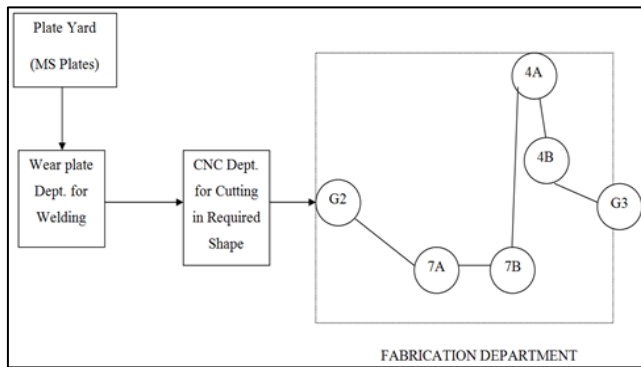 Plate Yard
(MS Plates)
Wear plate
Dept. for
Welding
CNC Dept.
for Cutting
in Required
Shape
G2
7A
7B
4A
4B
G3
FABRICATION DEPARTMENT